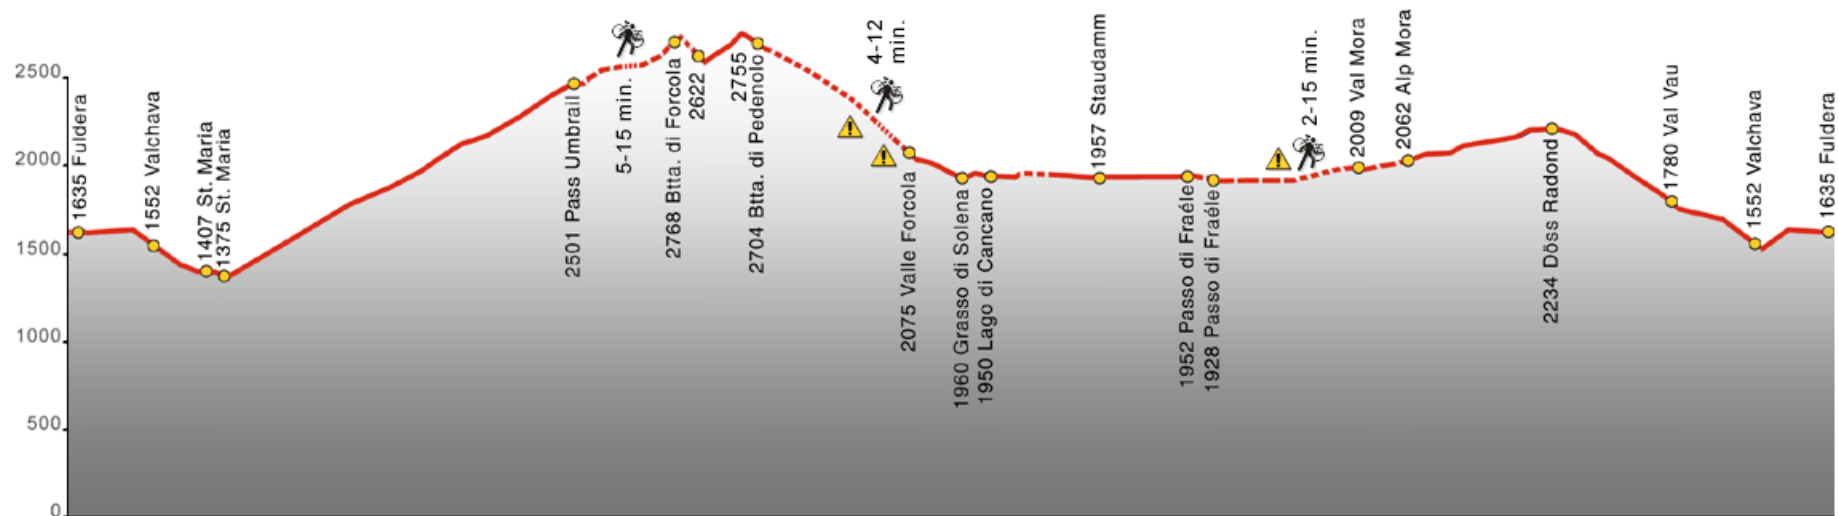 2500
2000
1500
1000
500
0
1635 Fuldera
1552 Valchava
1407 St. Maria
1375 St. Maria
2501 Pass Umbrail
5-15 min.
2768 Btta. di Forcola
2622
2755
2704 Btta. di Pedenolo
4-12
min.
2075 Valle Forcola
1960 Grasso di Solena
1950 Lago di Cancano
1957 Staudamm
1952 Passo di Fraéle
1928 Passo di Fraéle
2-15 min.
2009 Val Mora
2062 Alp Mora
2234 Döss Radond
1780 Val Vau
1552 Valchava
1635 Fuldera